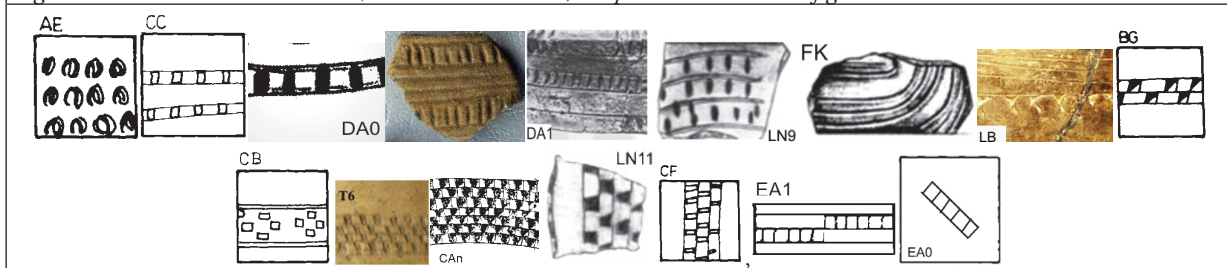 AE
CC
DA0
DA1
LN9
FK
LB
BG
CB
T6
CAn
LN11
CF
,
EA1
EA0